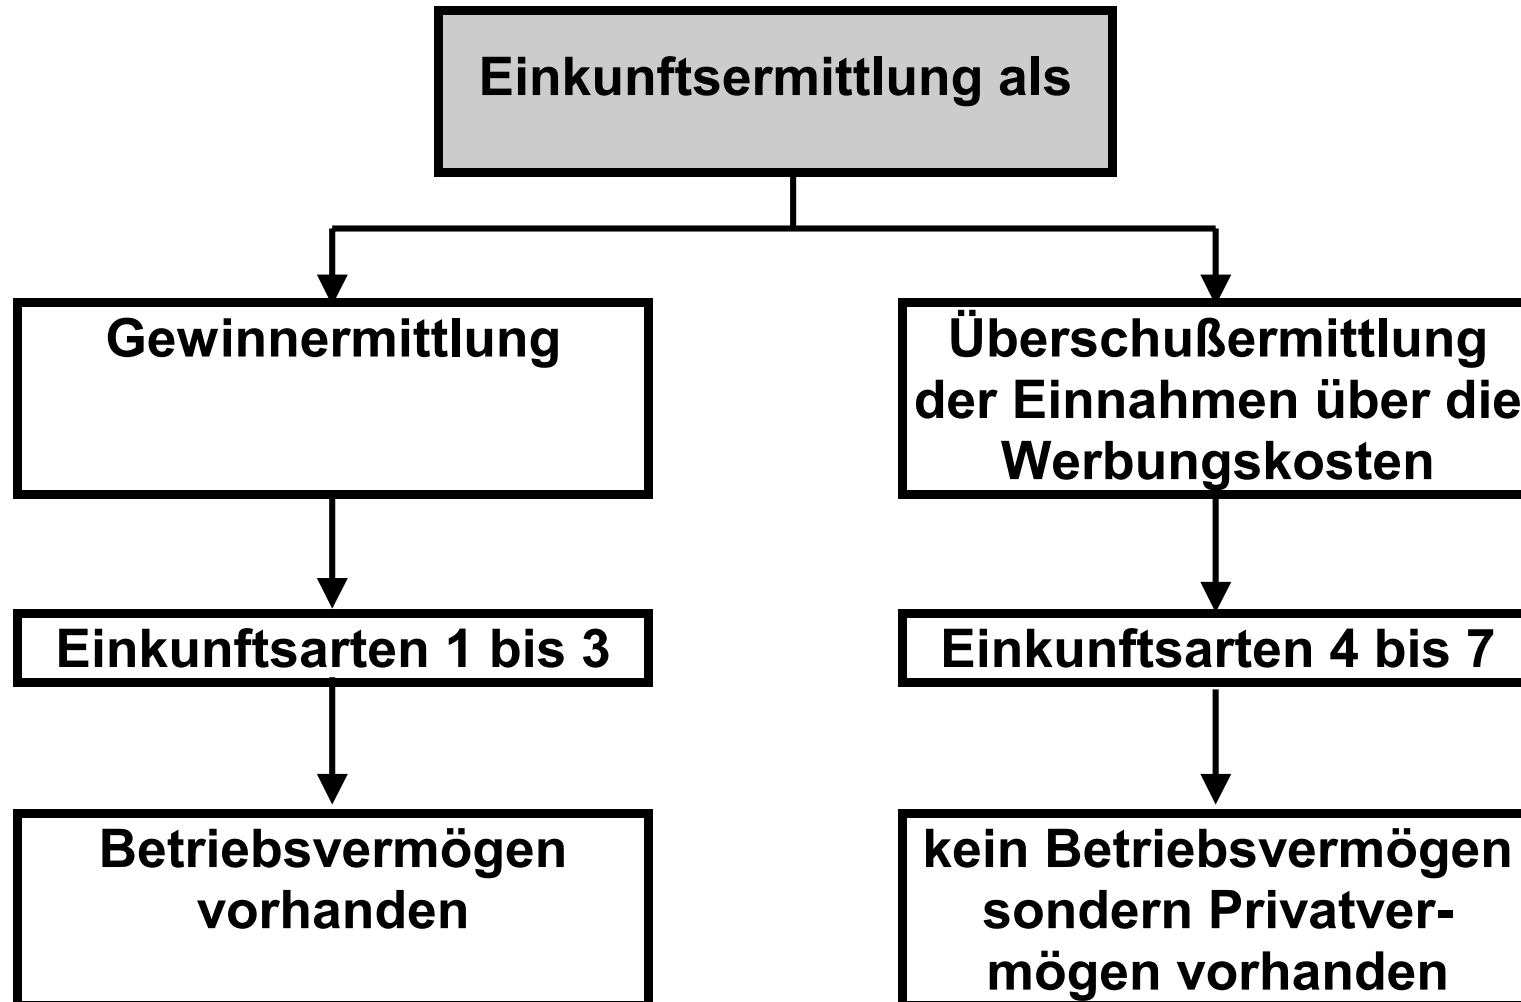 Einkunftsermittlung als
Gewinnermittlung
Überschußermittlung
der Einnahmen über die
Werbungskosten
Einkunftsarten 1 bis 3
Einkunftsarten 4 bis 7
Betriebsvermögen
vorhanden
kein Betriebsvermögen
sondern Privatver-
mögen vorhanden